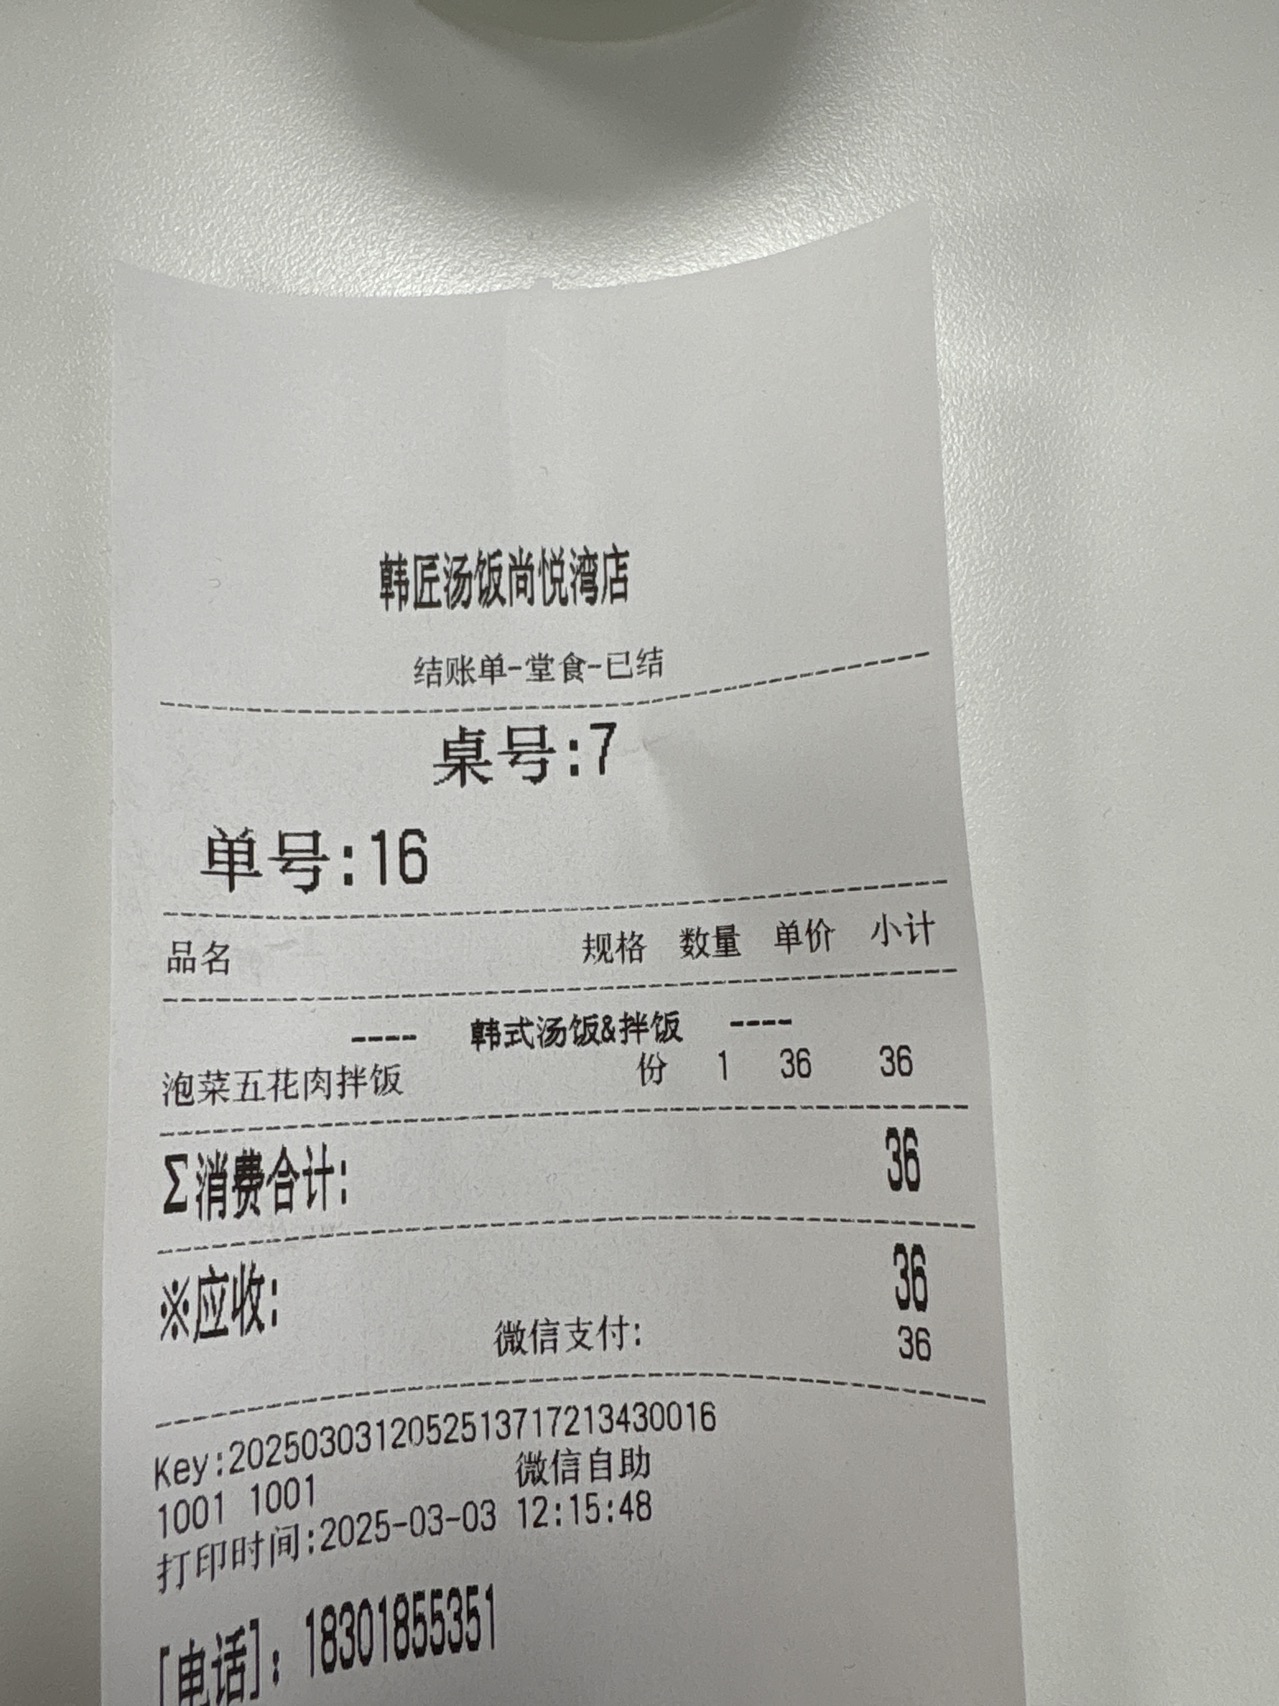 韩匠汤饭尚悦湾店
结账单-堂食-已结
桌号:7
单号:16
品名 规格 数量 单价 小计
---- 韩式汤饭&拌饭 ----
泡菜五花肉拌饭 份 1 36 36
Σ消费合计: 36
※应收: 36
微信支付: 36
Key:2025030312052513717213430016
1001 1001 微信自助
打印时间:2025-03-03 12:15:48
[电话]: 18301855351